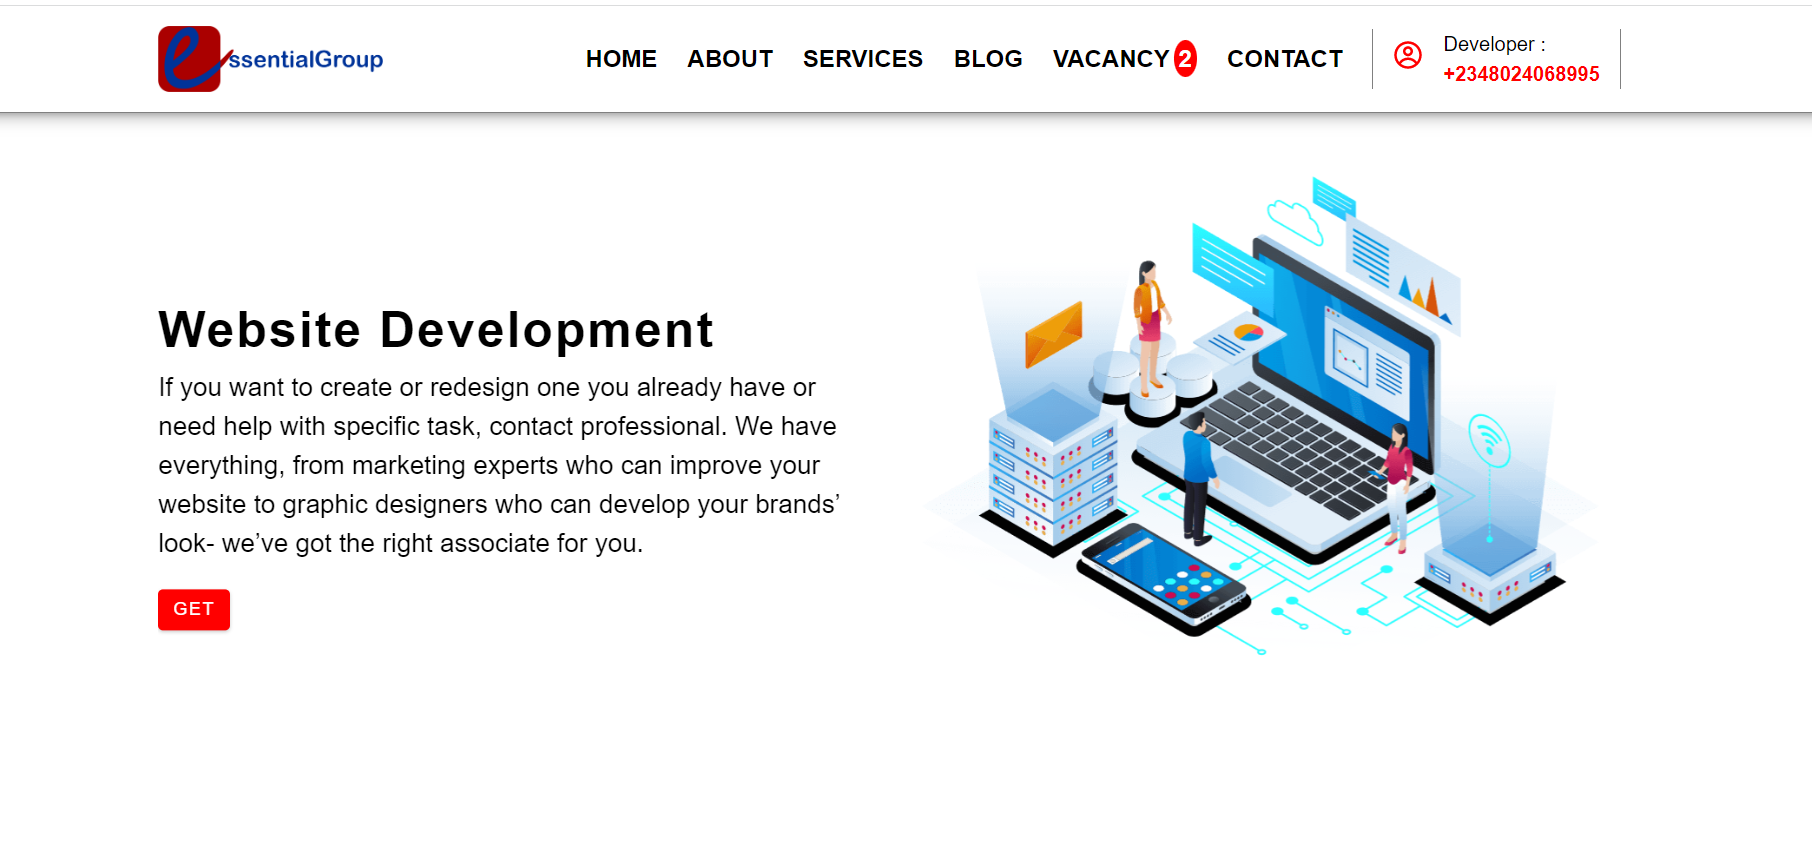 essentialGroup
HOME ABOUT SERVICES BLOG VACANCY 2 CONTACT
Developer :
+2348024068995
Website Development
If you want to create or redesign one you already have or
need help with specific task, contact professional. We have
everything, from marketing experts who can improve your
website to graphic designers who can develop your brands’
look- we’ve got the right associate for you.
GET